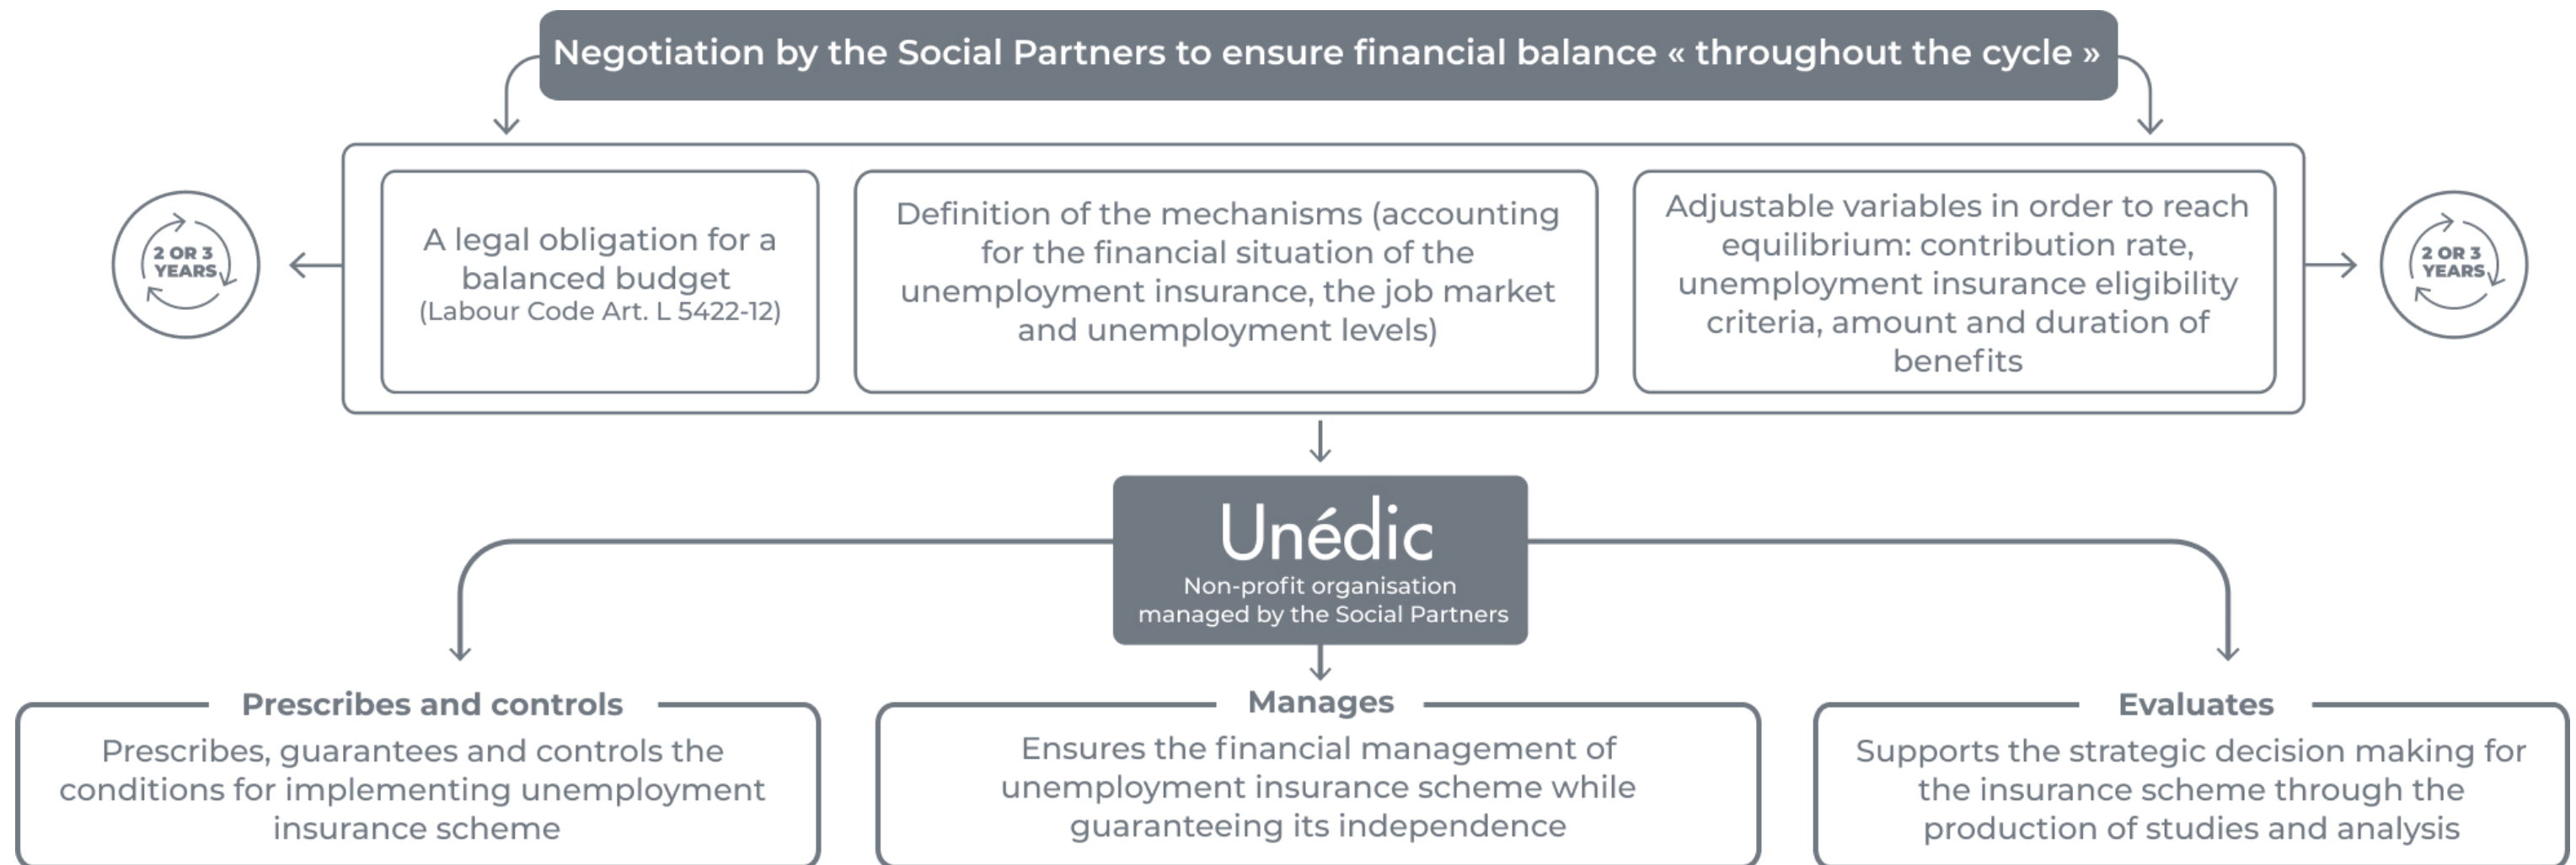 Negotiation by the Social Partners to ensure financial balance « throughout the cycle »
2 OR 3
YEARS
A legal obligation for a
balanced budget
(Labour Code Art. L 5422-12)
Definition of the mechanisms (accounting
for the financial situation of the
unemployment insurance, the job market
and unemployment levels)
Adjustable variables in order to reach
equilibrium: contribution rate,
unemployment insurance eligibility
criteria, amount and duration of
benefits
2 OR 3
YEARS
Unédic
Non-profit organisation
managed by the Social Partners
Prescribes and controls
Prescribes, guarantees and controls the
conditions for implementing unemployment
insurance scheme
Manages
Ensures the financial management of
unemployment insurance scheme while
guaranteeing its independence
Evaluates
Supports the strategic decision making for
the insurance scheme through the
production of studies and analysis